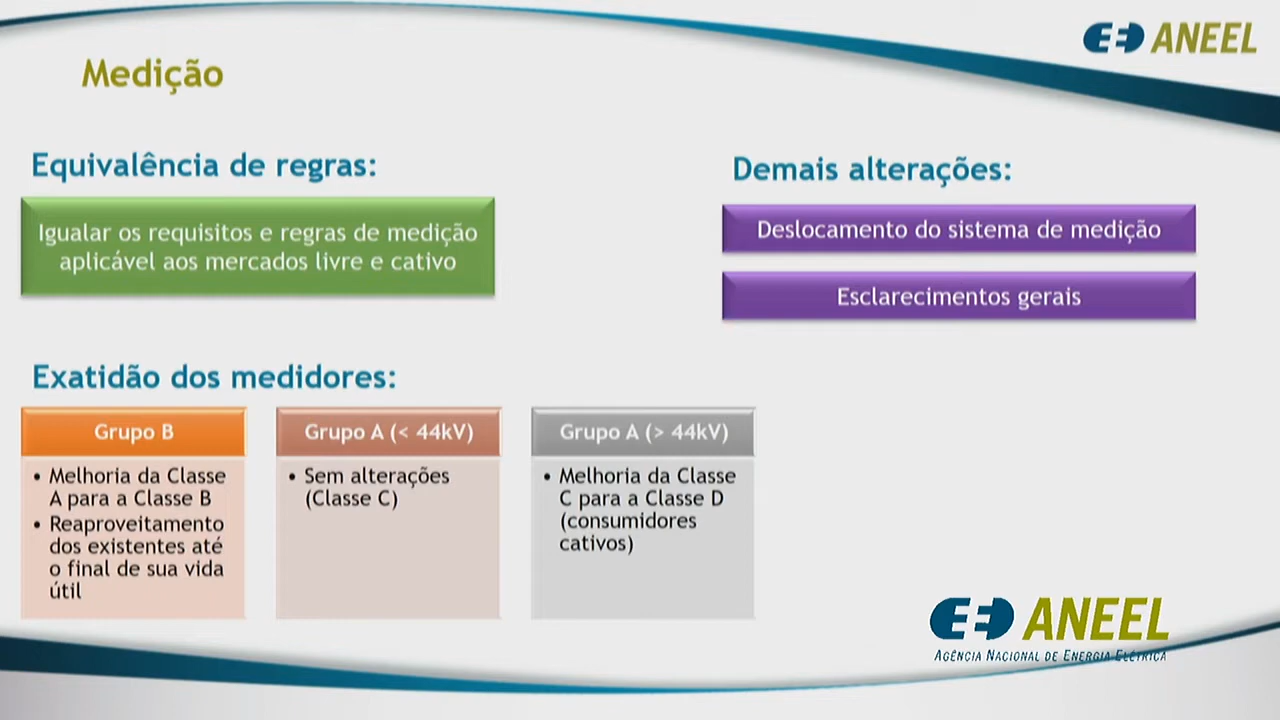 ANEEL
Medição
Equivalência de regras:
Igualar os requisitos e regras de medição
aplicável aos mercados livre e cativo
Demais alterações:
Deslocamento do sistema de medição
Esclarecimentos gerais
Exatidão dos medidores:
Grupo B
• Melhoria da Classe
A para a Classe B
• Reaproveitamento
dos existentes até
o final de sua vida
útil
Grupo A (< 44kV)
• Sem alterações
(Classe C)
Grupo A (> 44kV)
• Melhoria da Classe
C para a Classe D
(consumidores
cativos)
ANEEL
AGÊNCIA NACIONAL DE ENERGIA ELÉTRICA